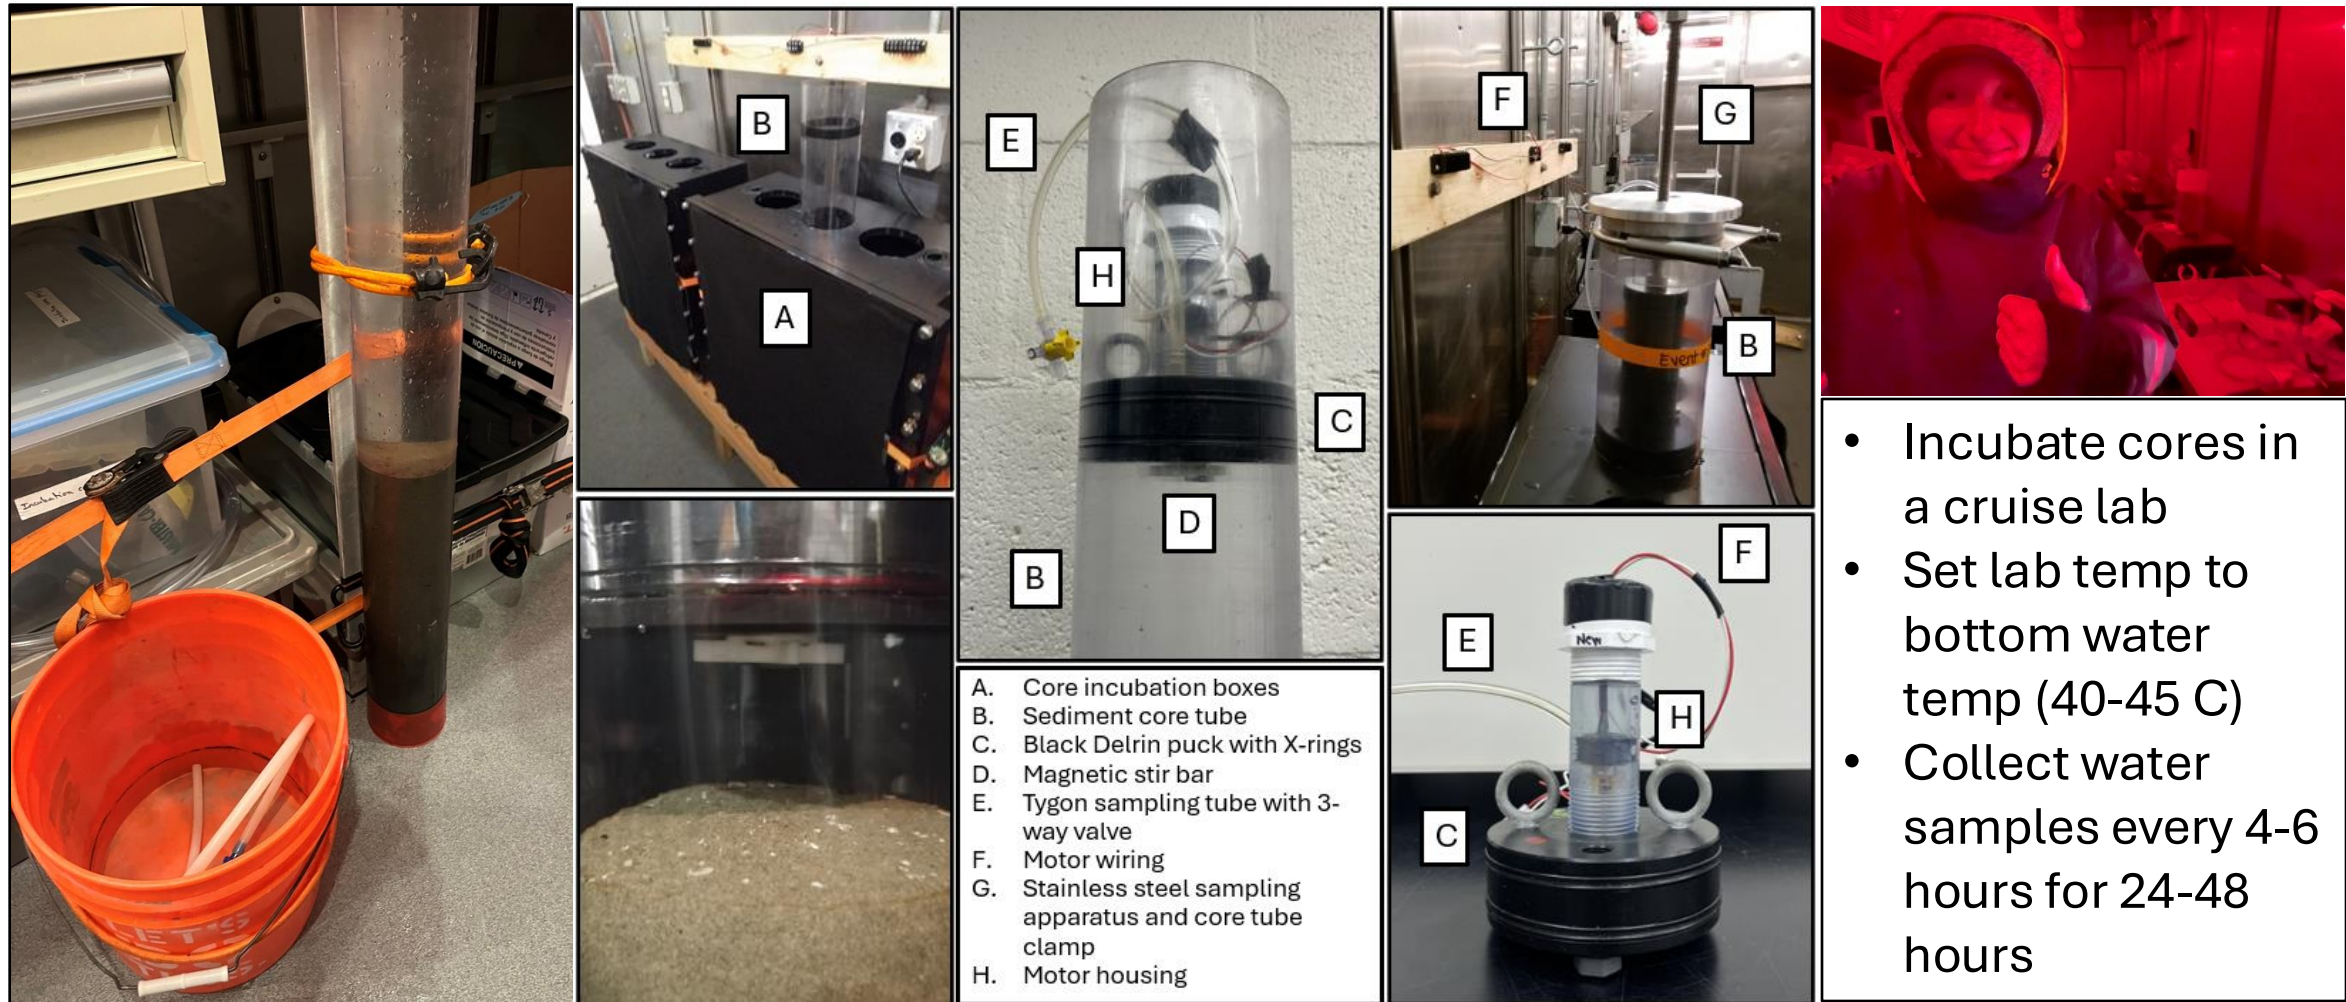 Incubation
PRECAUCIÓN
LET'S
B
A
E
H
C
D
B
A. Core incubation boxes
B. Sediment core tube
C. Black Delrin puck with X-rings
D. Magnetic stir bar
E. Tygon sampling tube with 3-
way valve
F. Motor wiring
G. Stainless steel sampling
apparatus and core tube
clamp
H. Motor housing
F
G
B
Event
F
E
New
H
C
• Incubate cores in
a cruise lab
• Set lab temp to
bottom water
temp (40-45 C)
• Collect water
samples every 4-6
hours for 24-48
hours